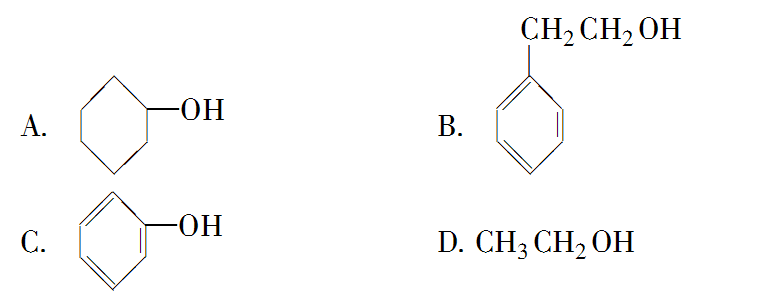 CH₂CH₂OH
A. OH
B.
C. OH
D. CH₃CH₂OH